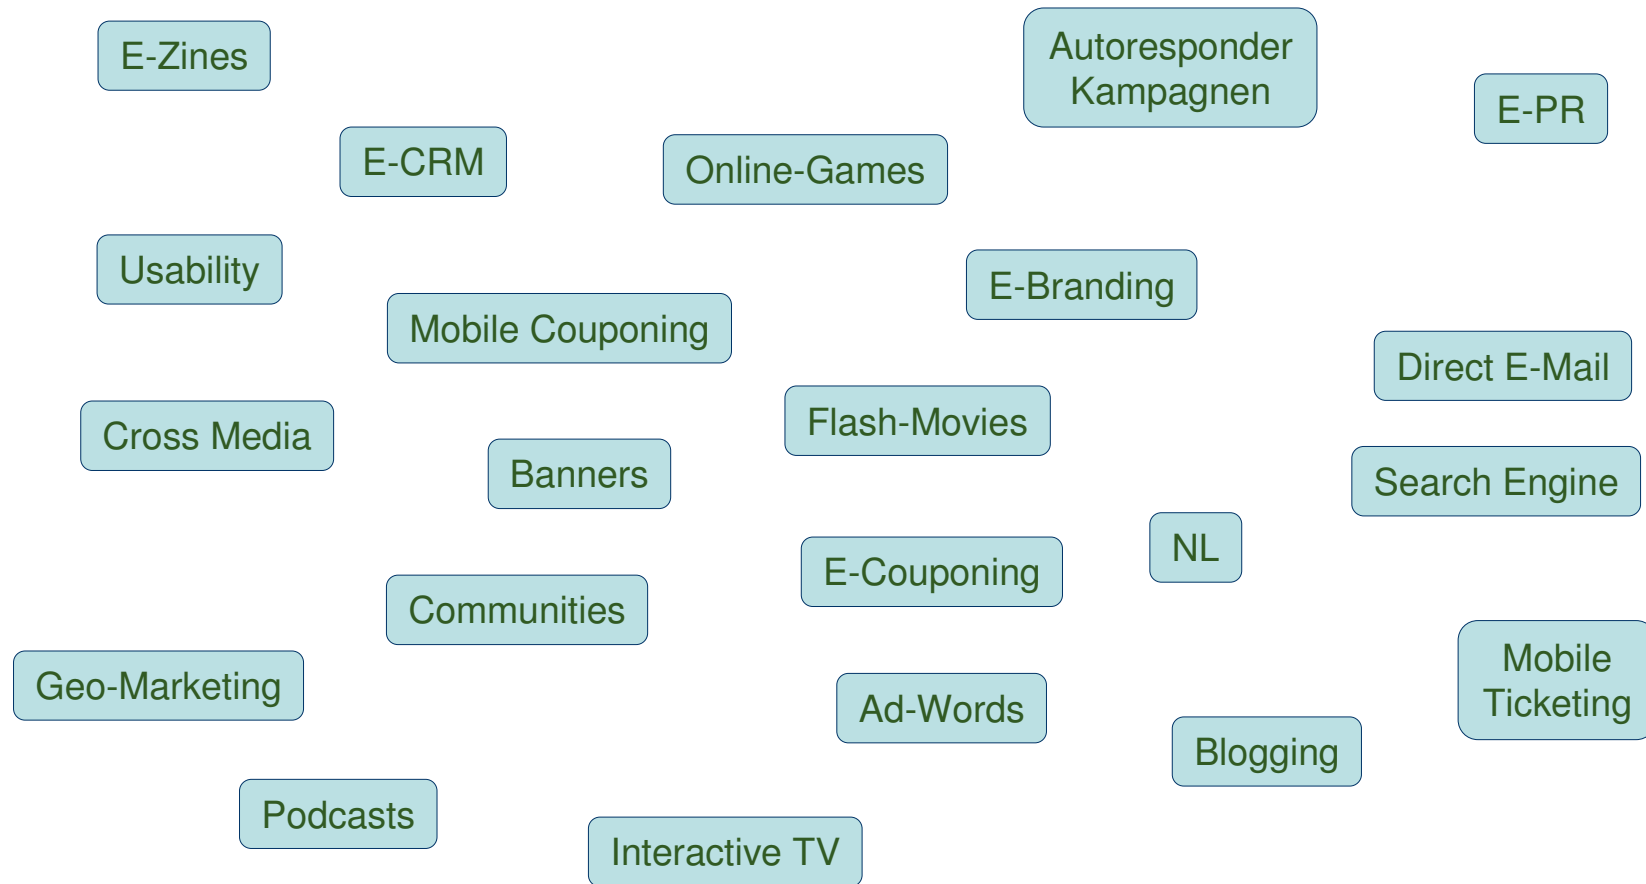 E-Zines
Autoresponder
Kampagnen
E-PR
E-CRM
Online-Games
Usability
E-Branding
Mobile Couponing
Direct E-Mail
Cross Media
Flash-Movies
Banners
Search Engine
NL
E-Couponing
Communities
Geo-Marketing
Mobile
Ticketing
Ad-Words
Blogging
Podcasts
Interactive TV